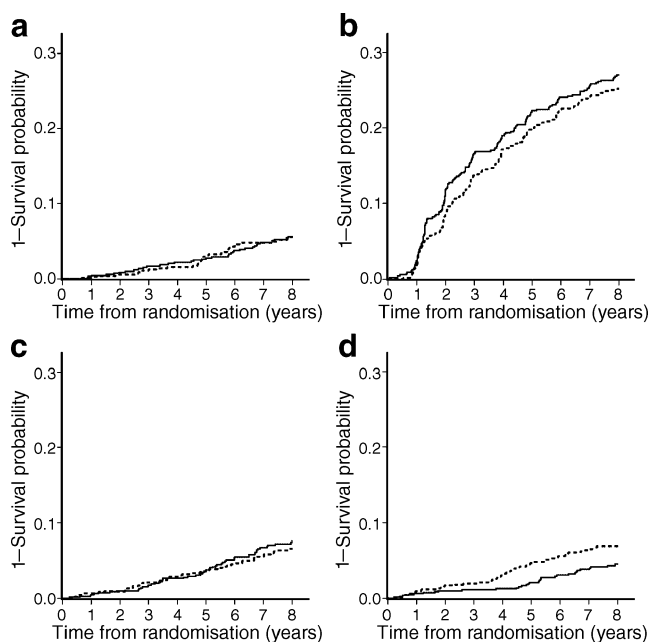 a
0.3
0.2
0.1
0.0
1–Survival probability
0 1 2 3 4 5 6 7 8
Time from randomisation (years)
b
0.3
0.2
0.1
0.0
1–Survival probability
0 1 2 3 4 5 6 7 8
Time from randomisation (years)
c
0.3
0.2
0.1
0.0
1–Survival probability
0 1 2 3 4 5 6 7 8
Time from randomisation (years)
d
0.3
0.2
0.1
0.0
1–Survival probability
0 1 2 3 4 5 6 7 8
Time from randomisation (years)